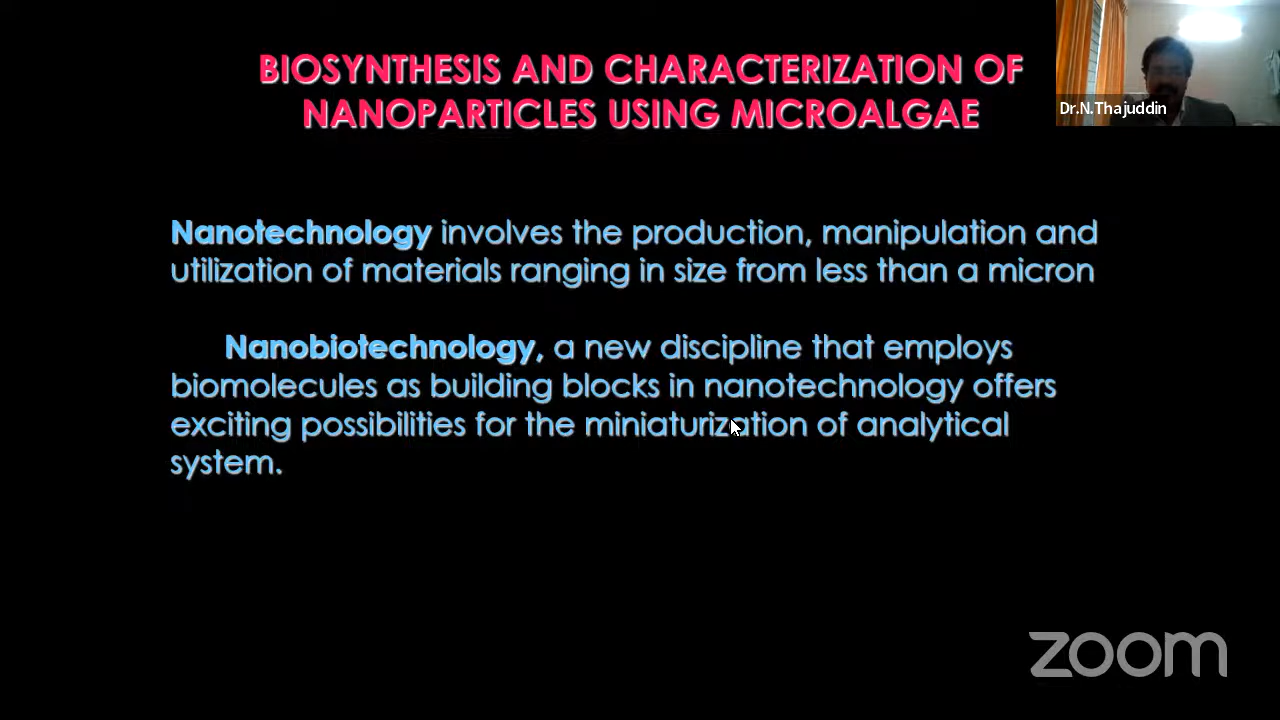 BIOSYNTHESIS AND CHARACTERIZATION OF
NANOPARTICLES USING MICROALGAE
Dr.N.Thajuddin
Nanotechnology involves the production, manipulation and
utilization of materials ranging in size from less than a micron
Nanobiotechnology, a new discipline that employs
biomolecules as building blocks in nanotechnology offers
exciting possibilities for the miniaturization of analytical
system.
zoom